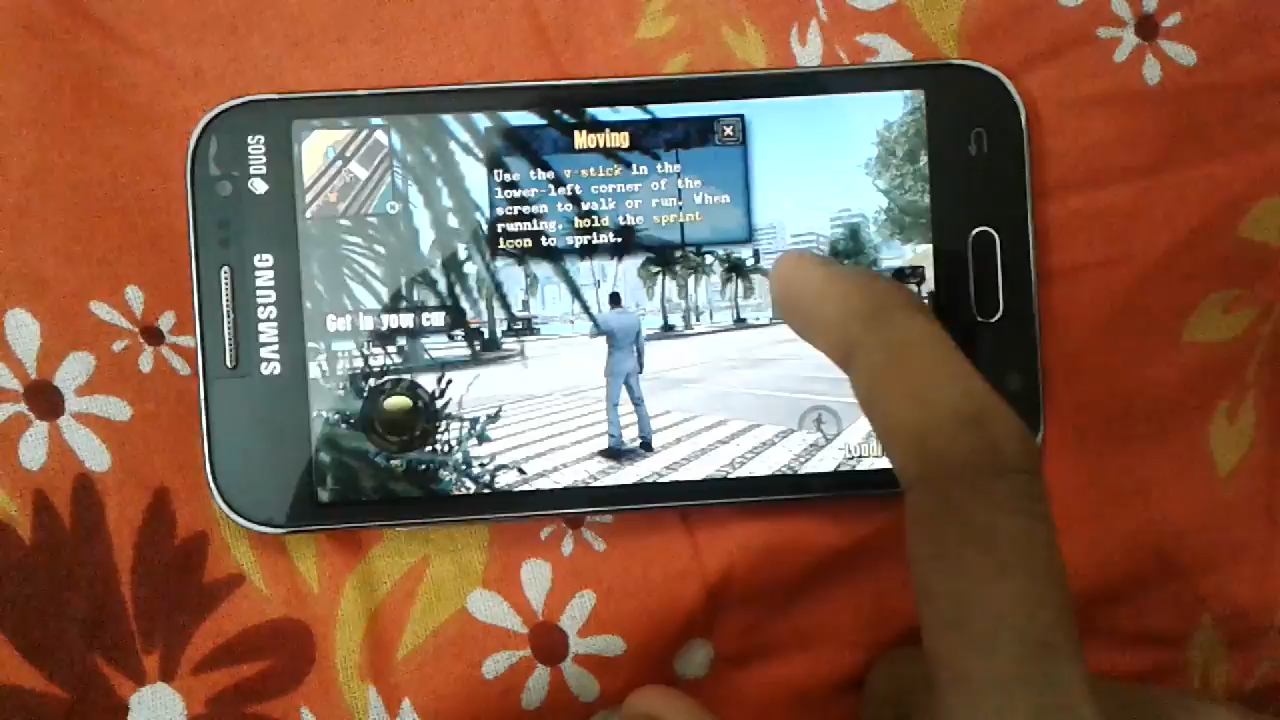 DUOS
SAMSUNG
Moving
Use the v-stick in the
lower-left corner of the
screen to walk or run. When
running, hold the sprint
icon to sprint.
Get in your car